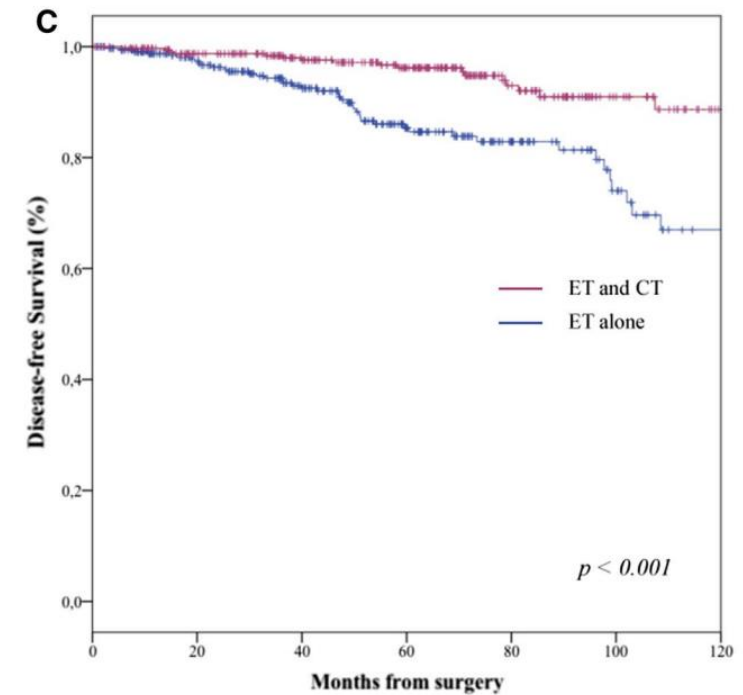 C
Disease-free Survival (%)
1,0
0,8
0,6
0,4
0,2
0,0
ET and CT
ET alone
p < 0.001
0 20 40 60 80 100 120
Months from surgery